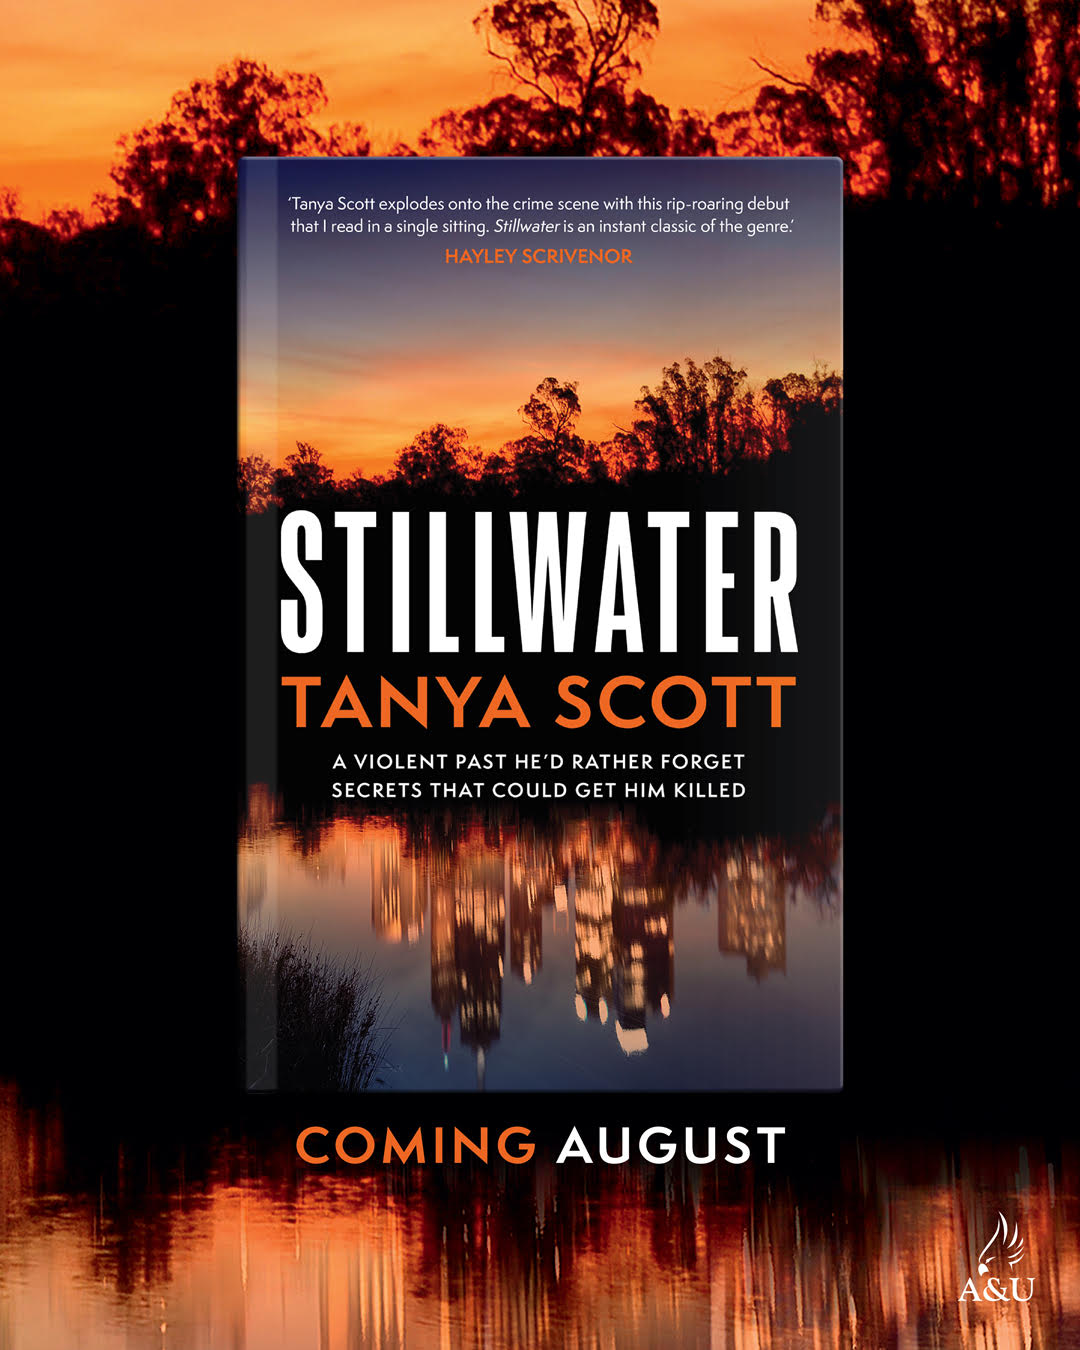 ‘Tanya Scott explodes onto the crime scene with this rip-roaring debut
that I read in a single sitting. Stillwater is an instant classic of the genre.’
HAYLEY SCRIVENOR
STILLWATER
TANYA SCOTT
A VIOLENT PAST HE’D RATHER FORGET
SECRETS THAT COULD GET HIM KILLED
COMING AUGUST
A&U